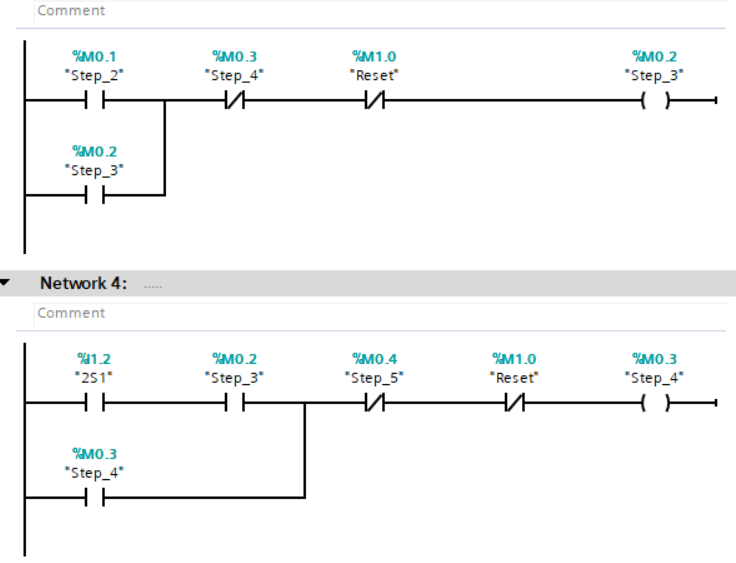 Comment
%M0.1 %M0.3 %M1.0 %M0.2
"Step_2" "Step_4" "Reset" "Step_3"
%M0.2
"Step_3"
Network 4: .....
Comment
%I1.2 %M0.2 %M0.4 %M1.0 %M0.3
"2S1" "Step_3" "Step_5" "Reset" "Step_4"
%M0.3
"Step_4"